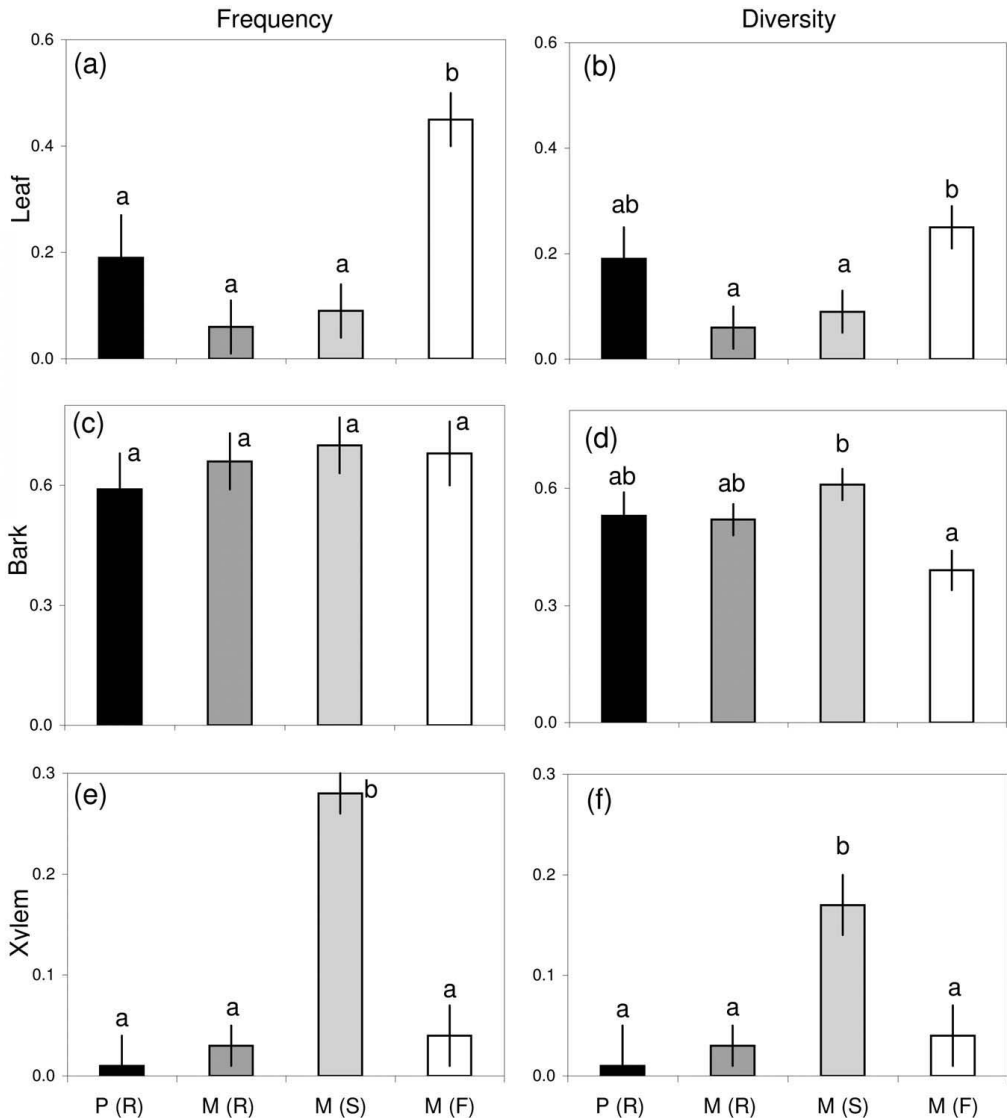 Frequency Diversity
(a) (b)
0.6 0.6
0.4 0.4
0.2 0.2
0.0 0.0
Leaf
a a a b
ab a a b
(c) (d)
0.6 0.6
0.3 0.3
0.0 0.0
Bark
a a a a
ab ab b a
(e) (f)
0.3 0.3
0.2 0.2
0.1 0.1
0.0 0.0
Xylem
a a b a
a a b a
P (R) M (R) M (S) M (F) P (R) M (R) M (S) M (F)